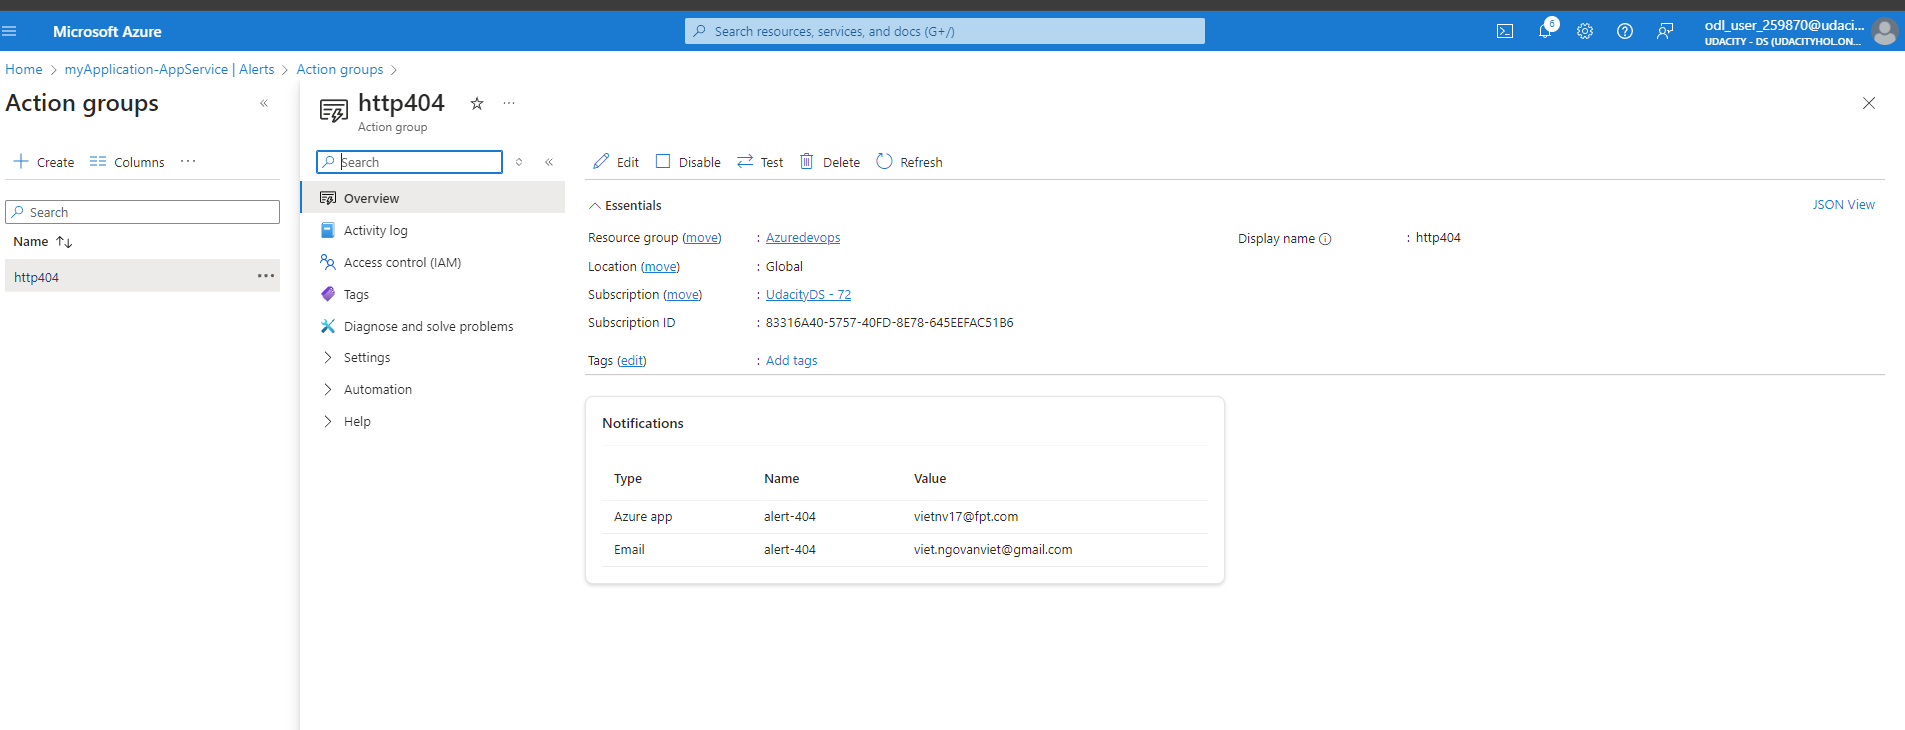 Microsoft Azure
Search resources, services, and docs (G+/)
6
odl_user_259870@udaci...
UDACITY - DS (UDACITYHOL.ON...
Home > myApplication-AppService | Alerts > Action groups >
Action groups
«
http404
...
Action group
Create
Columns
...
Search
Name
http404
...
Search
«
Overview
Activity log
Access control (IAM)
Tags
Diagnose and solve problems
Settings
Automation
Help
Edit
Disable
Test
Delete
Refresh
Essentials
JSON View
Resource group (move) : Azuredevops
Display name : http404
Location (move) : Global
Subscription (move) : UdacityDS - 72
Subscription ID : 83316A40-5757-40FD-8E78-645EEFAC51B6
Tags (edit) : Add tags
Notifications
Type Name Value
Azure app alert-404 vietnv17@fpt.com
Email alert-404 viet.ngovanviet@gmail.com